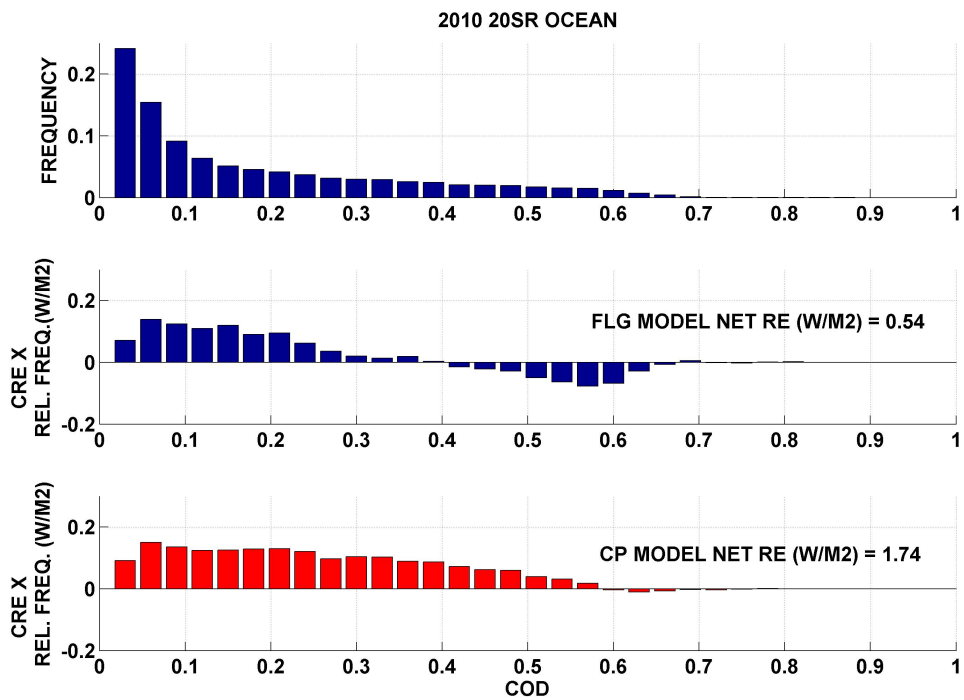 2010 20SR OCEAN
FREQUENCY
0.2
0.1
0
0 0.1 0.2 0.3 0.4 0.5 0.6 0.7 0.8 0.9 1
CRE X
REL. FREQ.(W/M2)
0.2
0
-0.2
FLG MODEL NET RE (W/M2) = 0.54
0 0.1 0.2 0.3 0.4 0.5 0.6 0.7 0.8 0.9 1
CRE X
REL. FREQ. (W/M2)
0.2
0
-0.2
CP MODEL NET RE (W/M2) = 1.74
0 0.1 0.2 0.3 0.4 0.5 0.6 0.7 0.8 0.9 1
COD